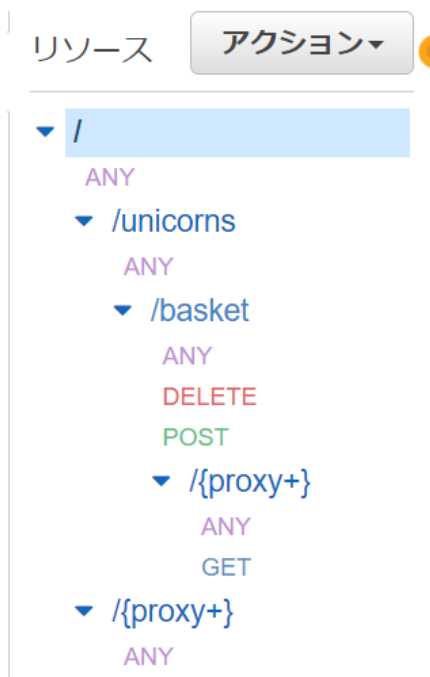 リソース アクション
/
ANY
/unicorns
ANY
/basket
ANY
DELETE
POST
/{proxy+}
ANY
GET
/{proxy+}
ANY